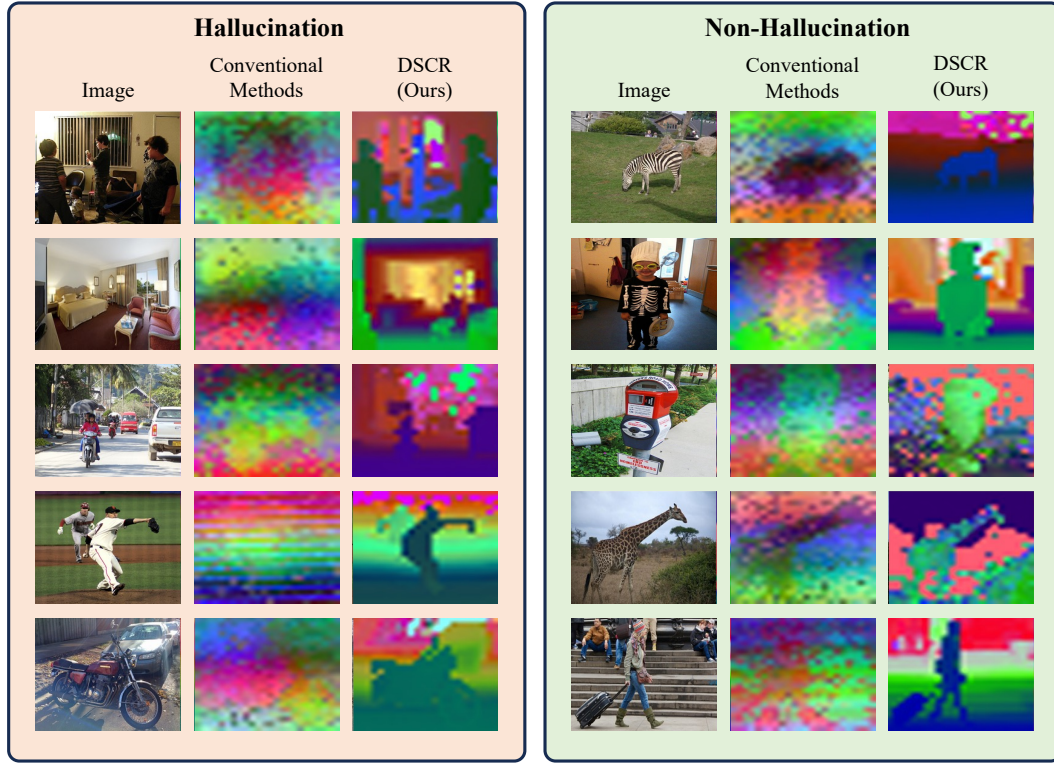 Hallucination
Image
Conventional
Methods
DSCR
(Ours)
Non-Hallucination
Image
Conventional
Methods
DSCR
(Ours)